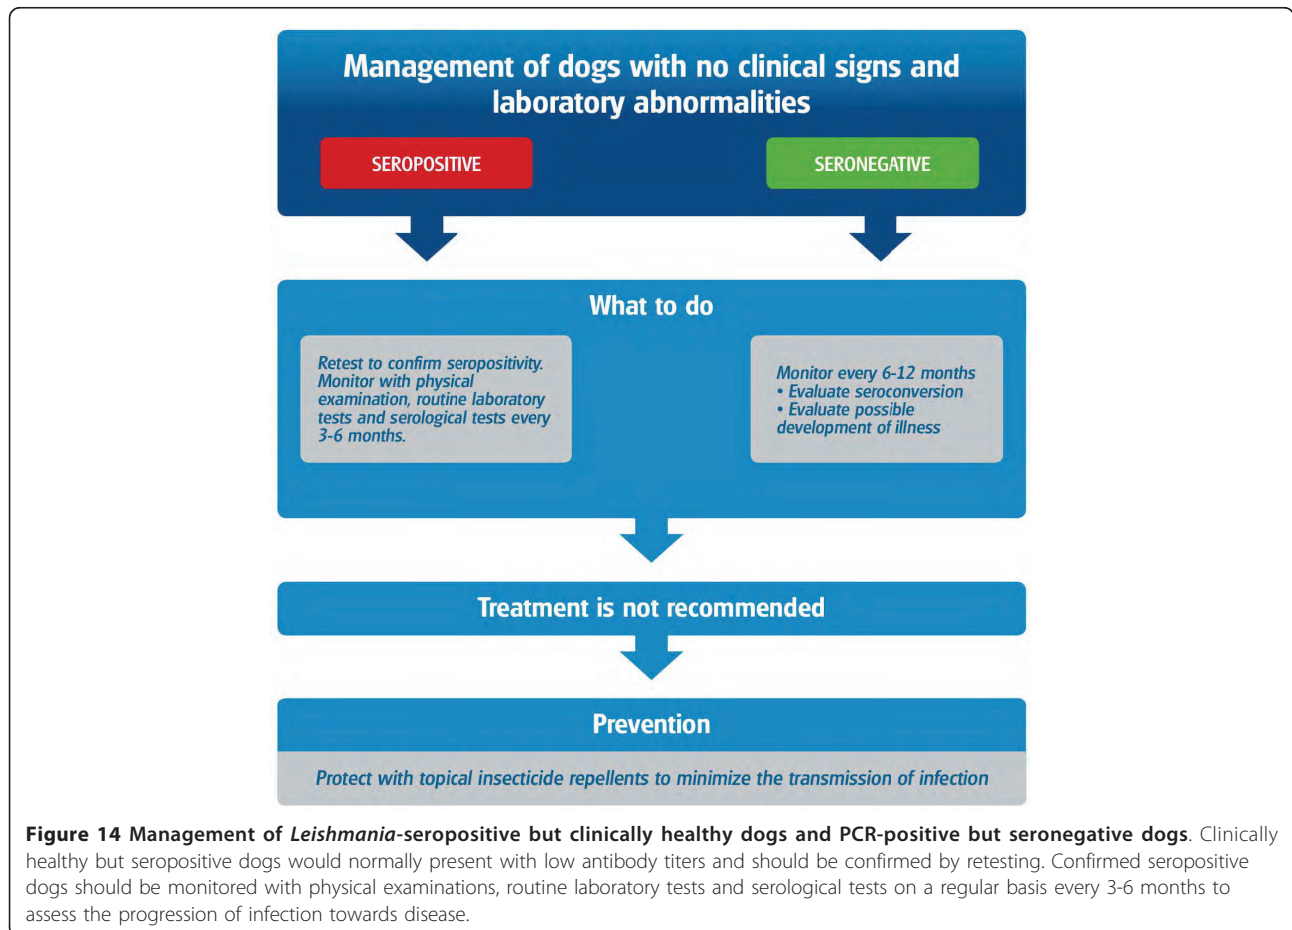 Management of dogs with no clinical signs and
laboratory abnormalities
SEROPOSITIVE
SERONEGATIVE
What to do
Retest to confirm seropositivity.
Monitor with physical
examination, routine laboratory
tests and serological tests every
3-6 months.
Monitor every 6-12 months
• Evaluate seroconversion
• Evaluate possible
development of illness
Treatment is not recommended
Prevention
Protect with topical insecticide repellents to minimize the transmission of infection
Figure 14 Management of Leishmania-seropositive but clinically healthy dogs and PCR-positive but seronegative dogs. Clinically
healthy but seropositive dogs would normally present with low antibody titers and should be confirmed by retesting. Confirmed seropositive
dogs should be monitored with physical examinations, routine laboratory tests and serological tests on a regular basis every 3-6 months to
assess the progression of infection towards disease.